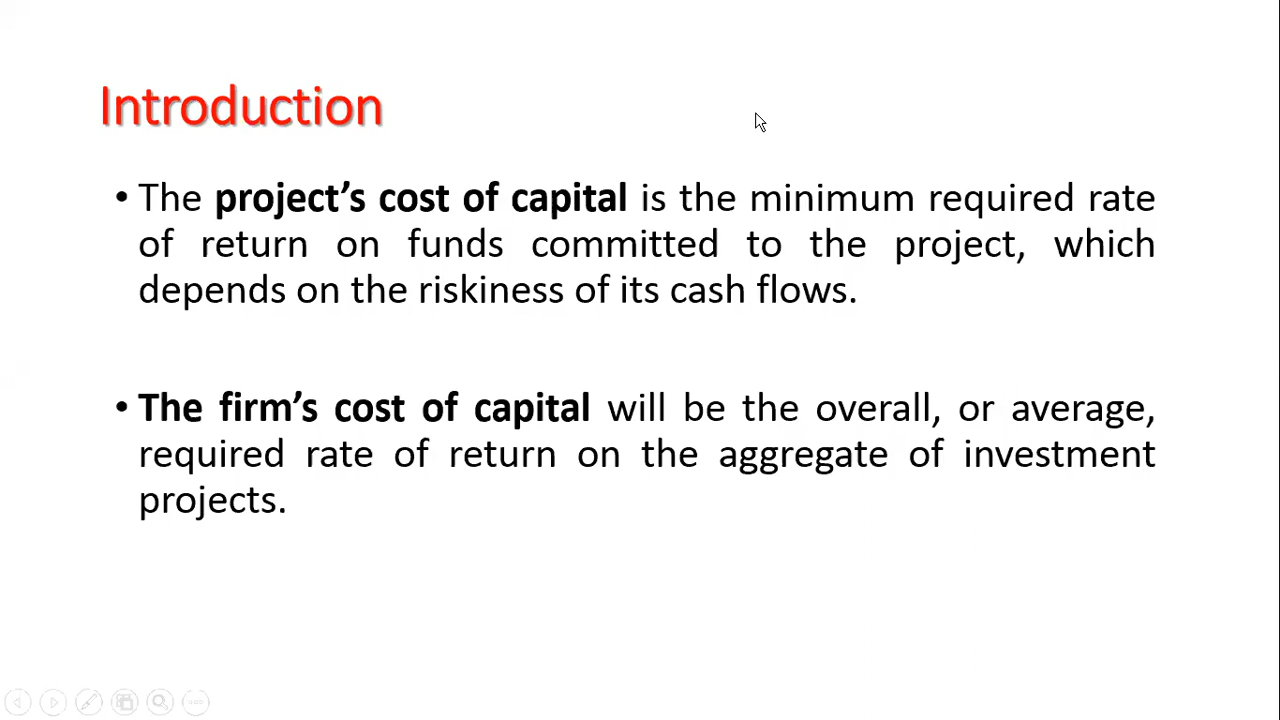 Introduction
• The project’s cost of capital is the minimum required rate
of return on funds committed to the project, which
depends on the riskiness of its cash flows.
• The firm’s cost of capital will be the overall, or average,
required rate of return on the aggregate of investment
projects.